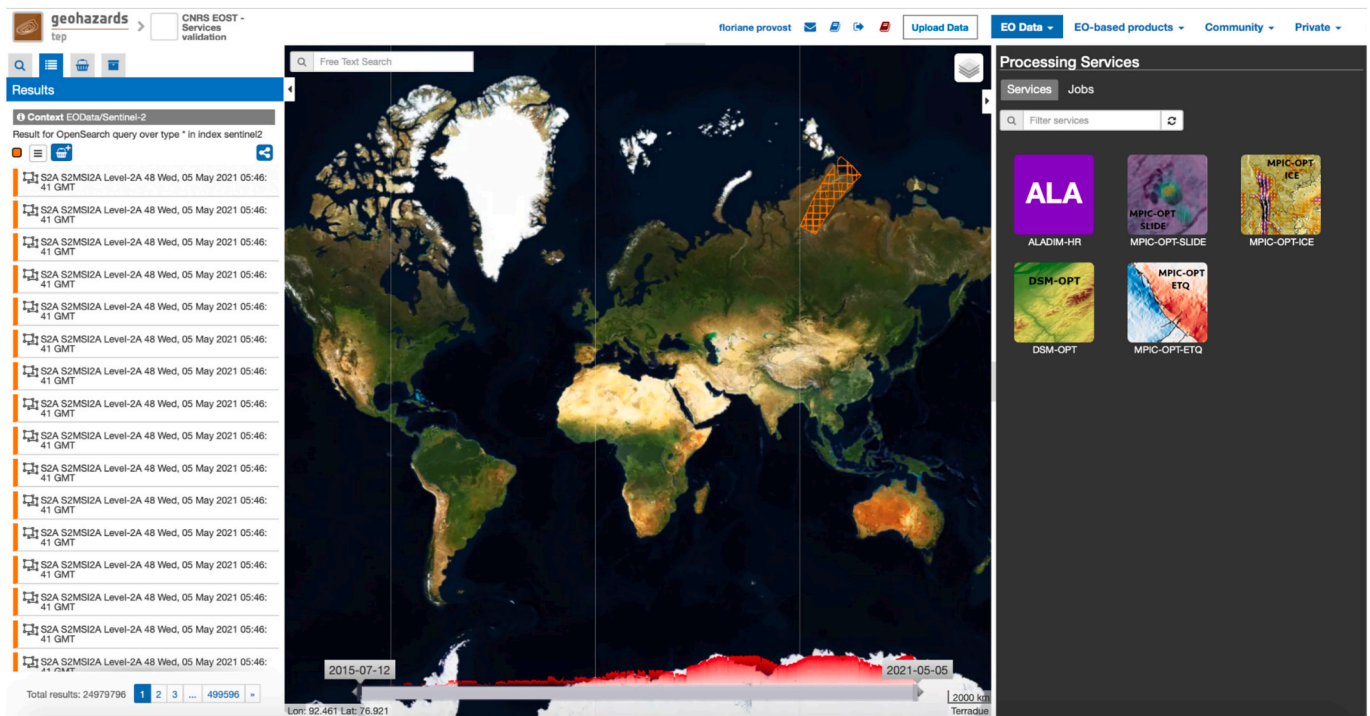 geohazards
tep
CNRS EOST -
Services
validation
floriane provost
Upload Data
EO Data
EO-based products
Community
Private
Results
Context EOData/Sentinel-2
Result for OpenSearch query over type * in index sentinel2
S2A S2MSI2A Level-2A 48 Wed, 05 May 2021 05:46:
41 GMT
S2A S2MSI2A Level-2A 48 Wed, 05 May 2021 05:46:
41 GMT
S2A S2MSI2A Level-2A 48 Wed, 05 May 2021 05:46:
41 GMT
S2A S2MSI2A Level-2A 48 Wed, 05 May 2021 05:46:
41 GMT
S2A S2MSI2A Level-2A 48 Wed, 05 May 2021 05:46:
41 GMT
S2A S2MSI2A Level-2A 48 Wed, 05 May 2021 05:46:
41 GMT
S2A S2MSI2A Level-2A 48 Wed, 05 May 2021 05:46:
41 GMT
S2A S2MSI2A Level-2A 48 Wed, 05 May 2021 05:46:
41 GMT
S2A S2MSI2A Level-2A 48 Wed, 05 May 2021 05:46:
41 GMT
S2A S2MSI2A Level-2A 48 Wed, 05 May 2021 05:46:
41 GMT
S2A S2MSI2A Level-2A 48 Wed, 05 May 2021 05:46:
41 GMT
S2A S2MSI2A Level-2A 48 Wed, 05 May 2021 05:46:
41 GMT
S2A S2MSI2A Level-2A 48 Wed, 05 May 2021 05:46:
41 GMT
S2A S2MSI2A Level-2A 48 Wed, 05 May 2021 05:46:
41 GMT
S2A S2MSI2A Level-2A 48 Wed, 05 May 2021 05:46:
41 GMT
S2A S2MSI2A Level-2A 48 Wed, 05 May 2021 05:46:
41 GMT
Total results: 24979796 1 2 3 ... 499596 »
Free Text Search
2015-07-12
2021-05-05
2000 km
Lon: 92.461 Lat: 76.921
Terradue
Processing Services
Services Jobs
Filter services
ALA
ALADIM-HR
MPIC-OPT
SLIDE
MPIC-OPT-SLIDE
MPIC-OPT
ICE
MPIC-OPT-ICE
DSM-OPT
DSM-OPT
MPIC-OPT
ETQ
MPIC-OPT-ETQ